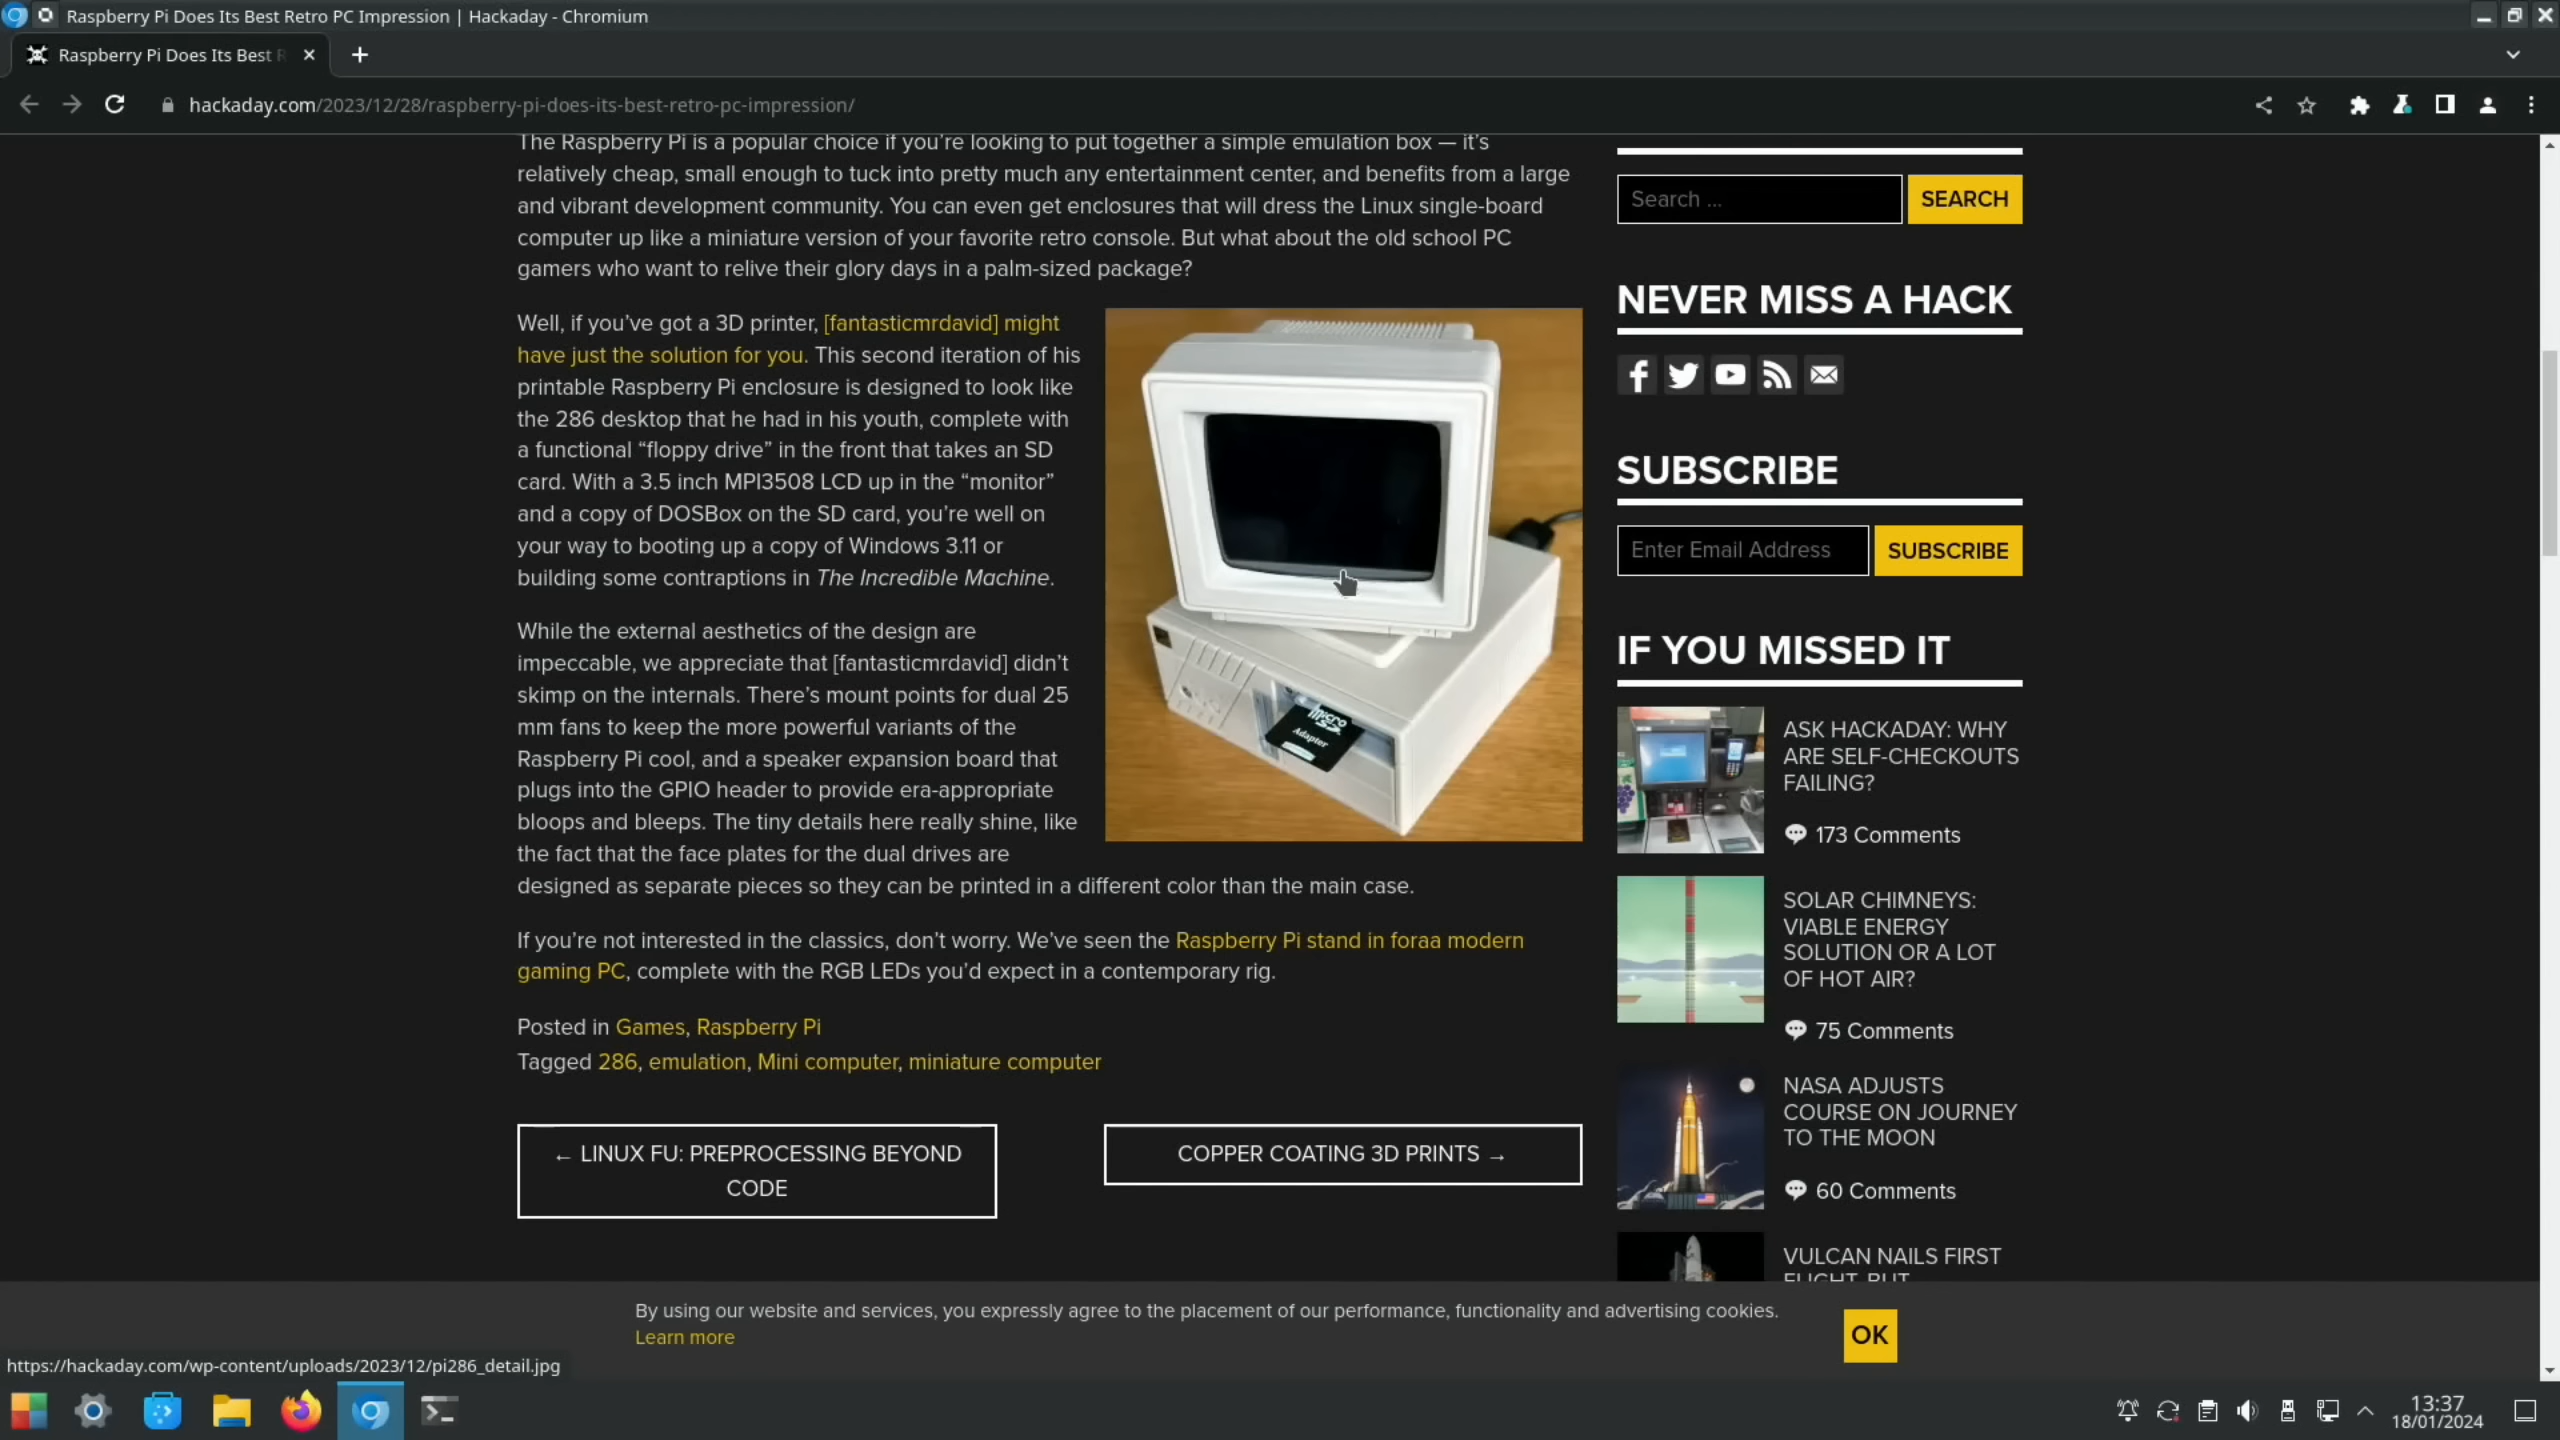 Raspberry Pi Does Its Best Retro PC Impression | Hackaday - Chromium
Raspberry Pi Does Its Best R
hackaday.com/2023/12/28/raspberry-pi-does-its-best-retro-pc-impression/
The Raspberry Pi is a popular choice if you’re looking to put together a simple emulation box — it’s
relatively cheap, small enough to tuck into pretty much any entertainment center, and benefits from a large
and vibrant development community. You can even get enclosures that will dress the Linux single-board
computer up like a miniature version of your favorite retro console. But what about the old school PC
gamers who want to relive their glory days in a palm-sized package?
Well, if you’ve got a 3D printer, [fantasticmrdavid] might
have just the solution for you. This second iteration of his
printable Raspberry Pi enclosure is designed to look like
the 286 desktop that he had in his youth, complete with
a functional “floppy drive” in the front that takes an SD
card. With a 3.5 inch MPI3508 LCD up in the “monitor”
and a copy of DOSBox on the SD card, you’re well on
your way to booting up a copy of Windows 3.11 or
building some contraptions in The Incredible Machine.
micro
Adapter
While the external aesthetics of the design are
impeccable, we appreciate that [fantasticmrdavid] didn’t
skimp on the internals. There’s mount points for dual 25
mm fans to keep the more powerful variants of the
Raspberry Pi cool, and a speaker expansion board that
plugs into the GPIO header to provide era-appropriate
bloops and bleeps. The tiny details here really shine, like
the fact that the face plates for the dual drives are
designed as separate pieces so they can be printed in a different color than the main case.
If you’re not interested in the classics, don’t worry. We’ve seen the Raspberry Pi stand in foraa modern
gaming PC, complete with the RGB LEDs you’d expect in a contemporary rig.
Posted in Games, Raspberry Pi
Tagged 286, emulation, Mini computer, miniature computer
← LINUX FU: PREPROCESSING BEYOND
CODE
COPPER COATING 3D PRINTS →
Search ...
SEARCH
NEVER MISS A HACK
SUBSCRIBE
Enter Email Address
SUBSCRIBE
IF YOU MISSED IT
ASK HACKADAY: WHY
ARE SELF-CHECKOUTS
FAILING?
173 Comments
SOLAR CHIMNEYS:
VIABLE ENERGY
SOLUTION OR A LOT
OF HOT AIR?
75 Comments
NASA ADJUSTS
COURSE ON JOURNEY
TO THE MOON
60 Comments
VULCAN NAILS FIRST
FLIGHT, BUT
By using our website and services, you expressly agree to the placement of our performance, functionality and advertising cookies.
Learn more
OK
https://hackaday.com/wp-content/uploads/2023/12/pi286_detail.jpg
13:37
18/01/2024